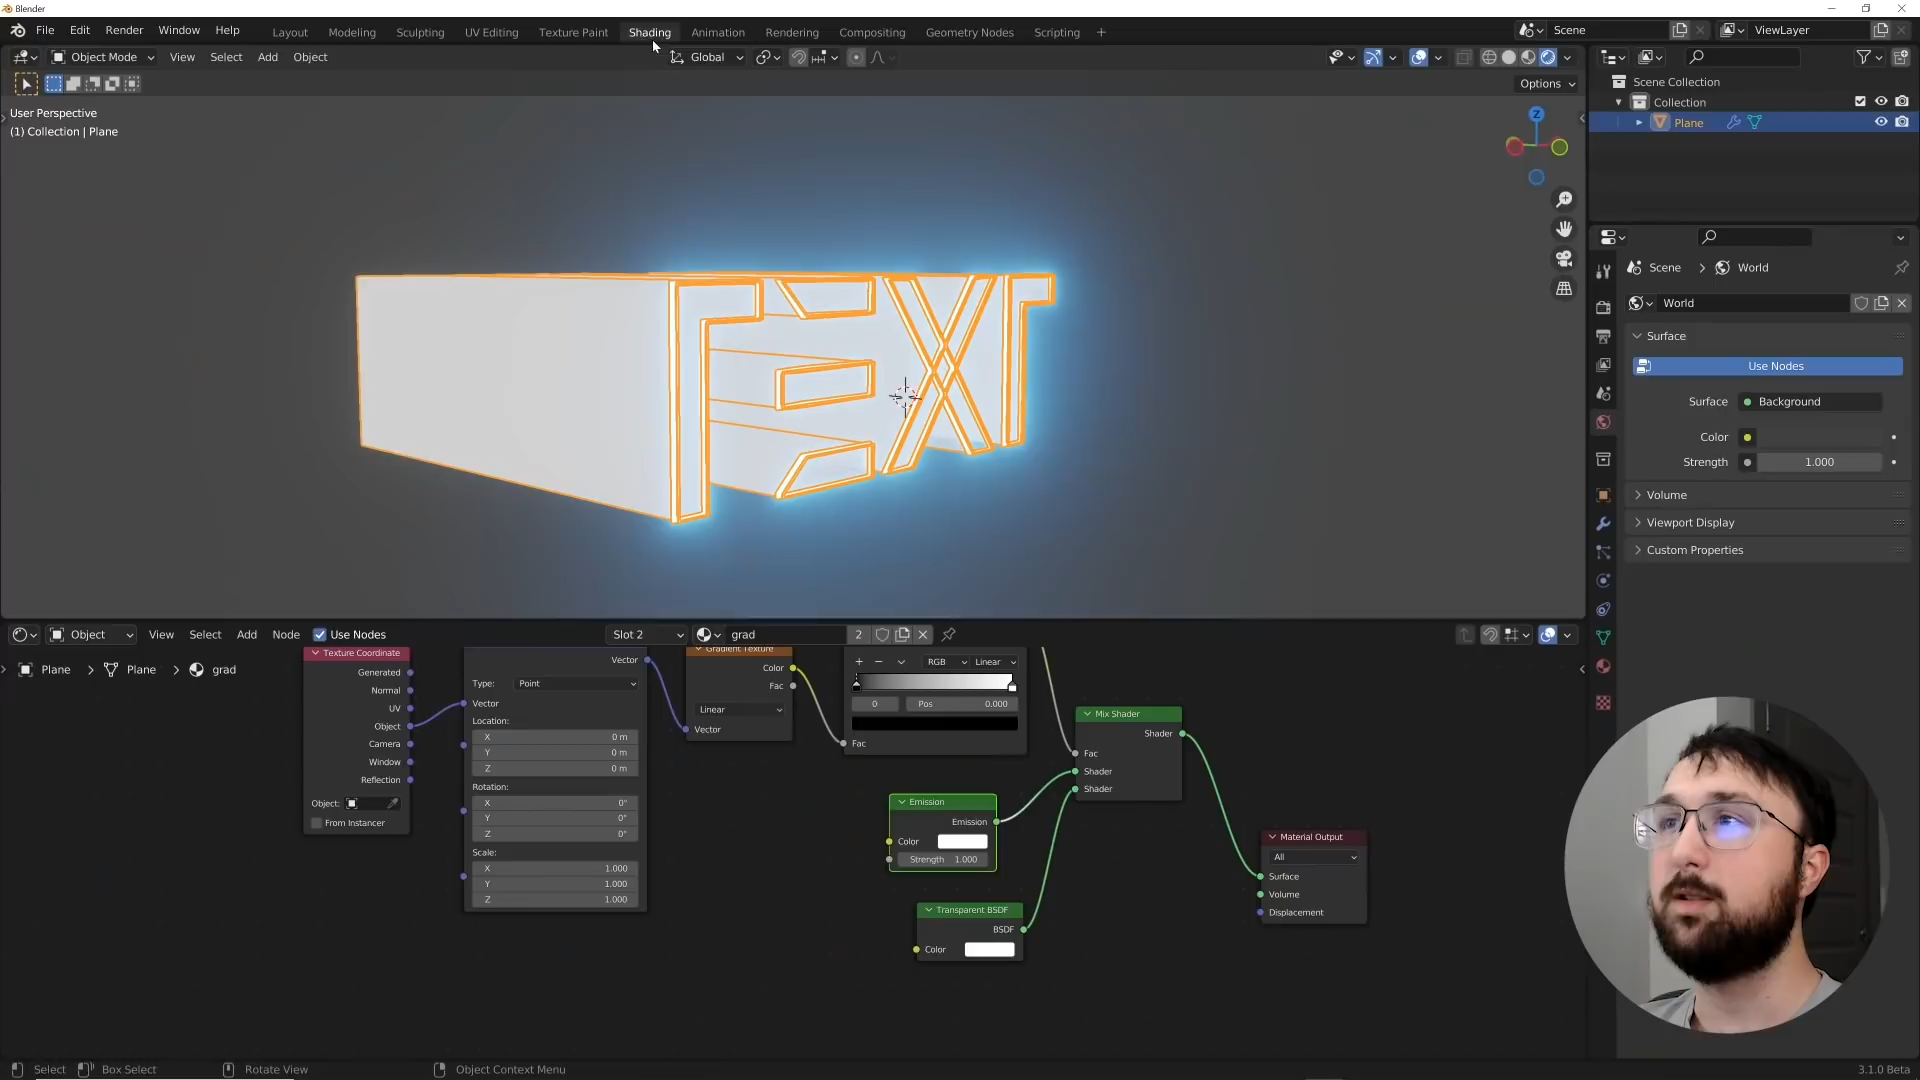 Blender
File Edit Render Window Help Layout Modeling Sculpting UV Editing Texture Paint Shading Animation Rendering Compositing Geometry Nodes Scripting + Scene ViewLayer
Object Mode View Select Add Object Global
Options
User Perspective
(1) Collection | Plane
Z
TEXT
Scene Collection
Collection
Plane
Scene > World
World
Surface
Use Nodes
Surface Background
Color
Strength 1.000
Volume
Viewport Display
Custom Properties
Object View Select Add Node Use Nodes Slot 2 grad 2
Plane > Plane > grad
Texture Coordinate
Generated
Normal
UV
Object
Camera
Window
Reflection
Object:
From Instancer
Vector
Type: Point
Vector
Location:
X 0 m
Y 0 m
Z 0 m
Rotation:
X 0°
Y 0°
Z 0°
Scale:
X 1.000
Y 1.000
Z 1.000
Gradient Texture
Color
Fac
Linear
Vector
+ − RGB Linear
0 Pos 0.000
Fac
Mix Shader
Shader
Fac
Shader
Shader
Emission
Emission
Color
Strength 1.000
Transparent BSDF
BSDF
Color
Material Output
All
Surface
Volume
Displacement
Select Box Select Rotate View Object Context Menu 3.1.0 Beta